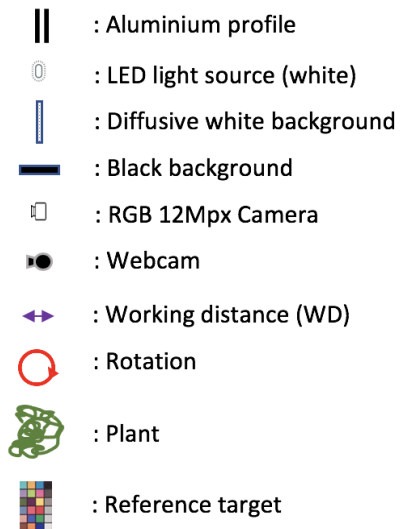 : Aluminium profile
: LED light source (white)
: Diffusive white background
: Black background
: RGB 12Mpx Camera
: Webcam
: Working distance (WD)
: Rotation
: Plant
: Reference target